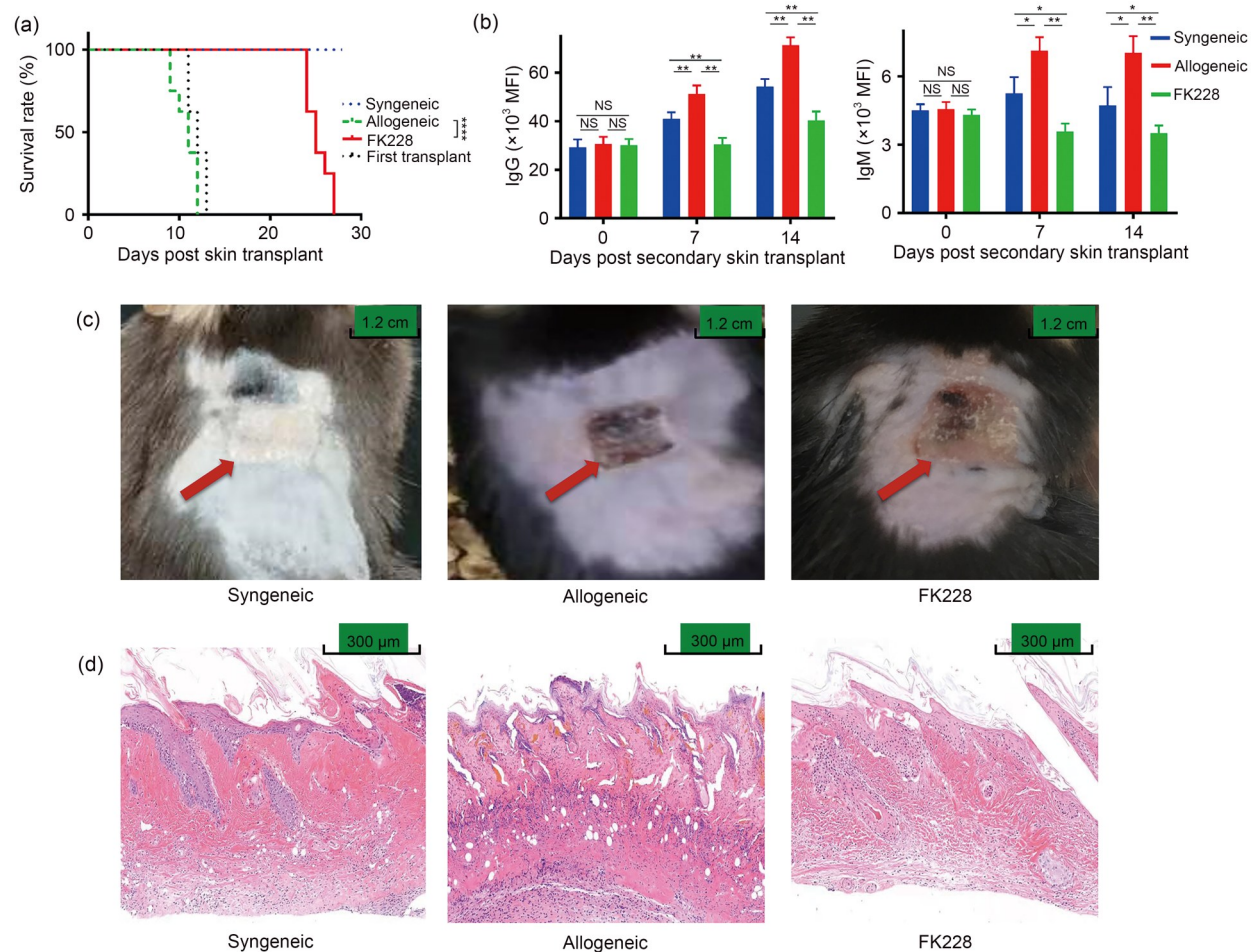 (a)
Survival rate (%)
100
50
0
0 10 20 30
Days post skin transplant
Syngeneic
Allogeneic
FK228
First transplant
****
(b)
IgG (×10³ MFI)
60
40
20
0
NS
NS NS
**
** **
**
** **
0 7 14
Days post secondary skin transplant
IgM (×10³ MFI)
6
3
0
NS
NS NS
*
* **
*
* **
0 7 14
Days post secondary skin transplant
Syngeneic
Allogeneic
FK228
(c)
1.2 cm 1.2 cm 1.2 cm
Syngeneic Allogeneic FK228
(d)
300 µm 300 µm 300 µm
Syngeneic Allogeneic FK228